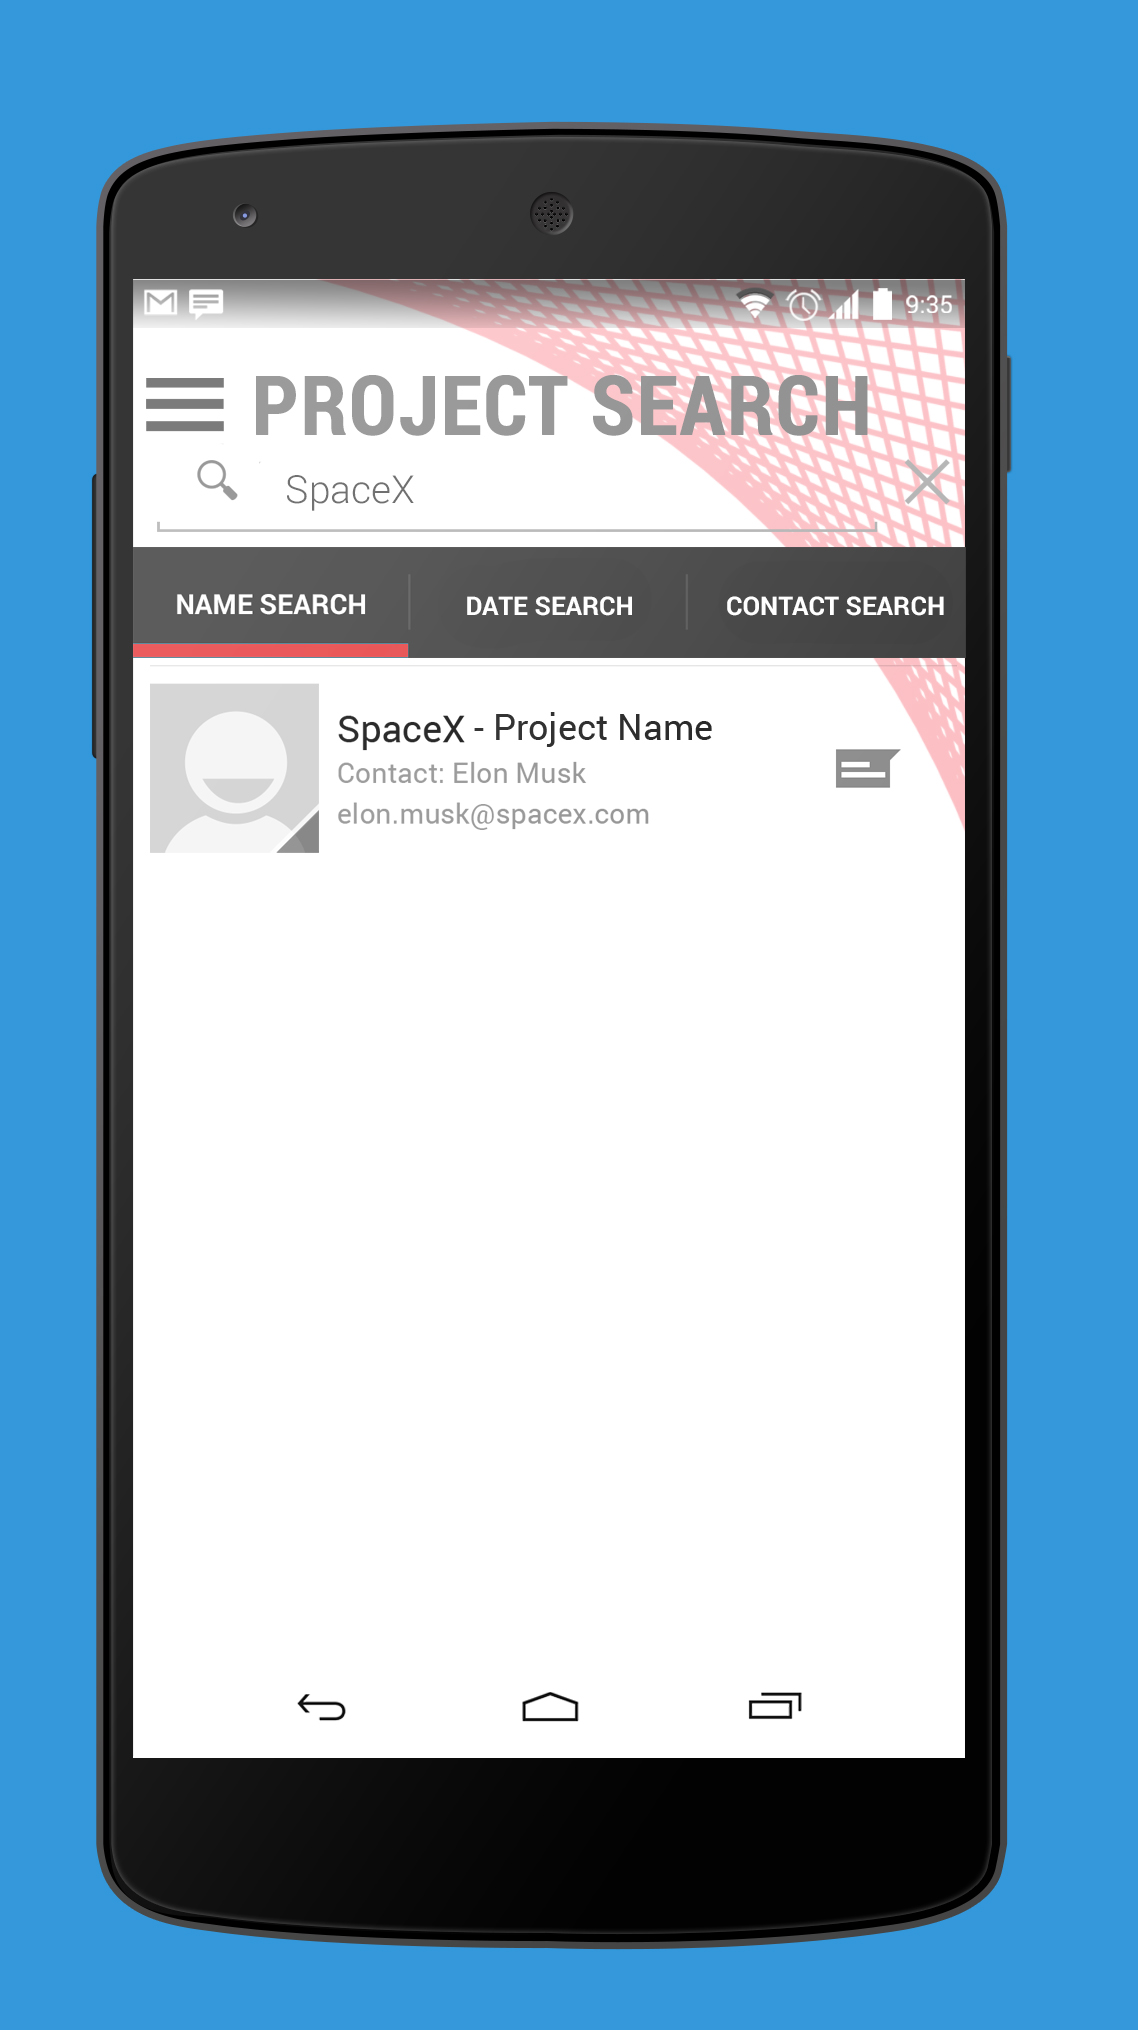 9:35
PROJECT SEARCH
SpaceX
NAME SEARCH
DATE SEARCH
CONTACT SEARCH
SpaceX - Project Name
Contact: Elon Musk
elon.musk@spacex.com